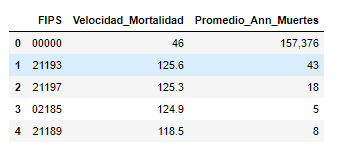 FIPS Velocidad_Mortalidad Promedio_Ann_Muertes
0 00000 46 157,376
1 21193 125.6 43
2 21197 125.3 18
3 02185 124.9 5
4 21189 118.5 8